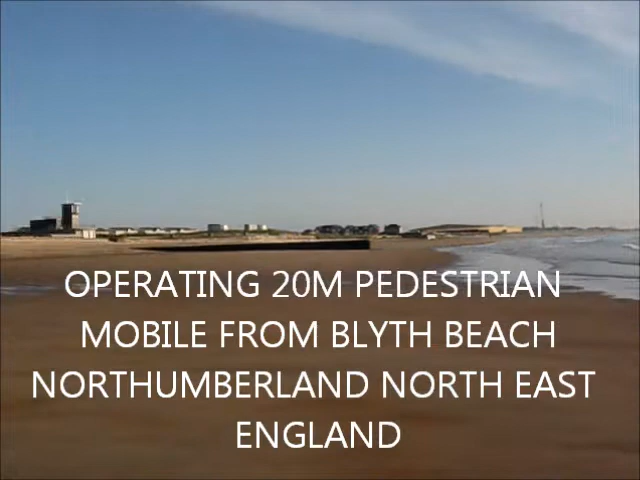 OPERATING 20M PEDESTRIAN
MOBILE FROM BLYTH BEACH
NORTHUMBERLAND NORTH EAST
ENGLAND